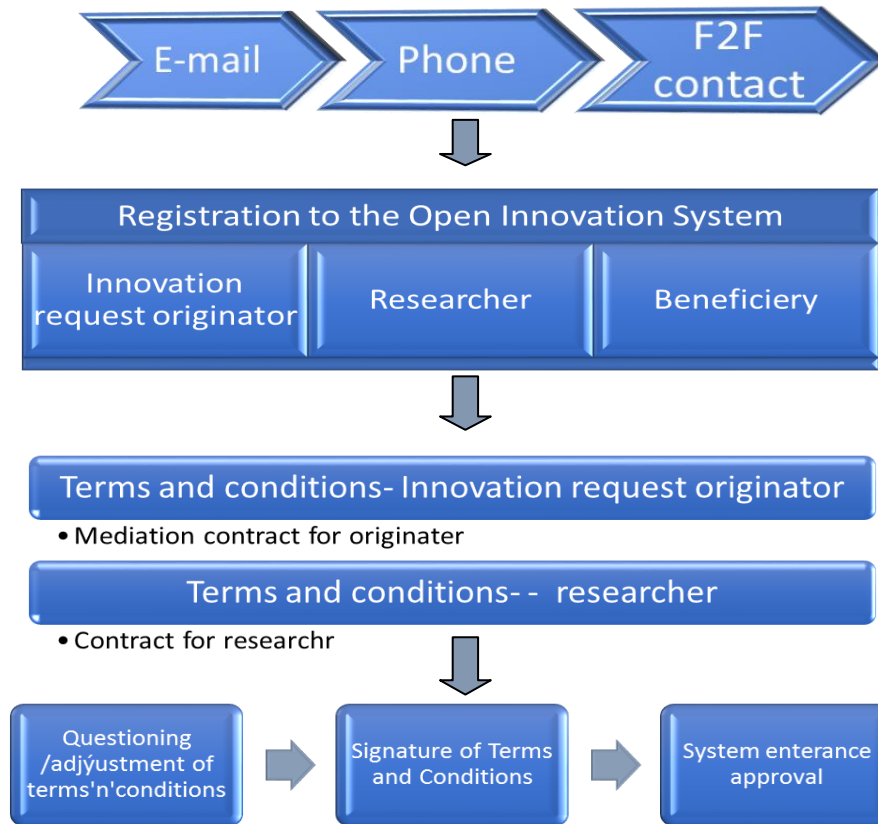 E-mail
Phone
F2F
contact
Registration to the Open Innovation System
Innovation
request originator
Researcher
Beneficiery
Terms and conditions- Innovation request originator
• Mediation contract for originater
Terms and conditions- - researcher
• Contract for researchr
Questioning
/adjýustment of
terms'n'conditions
Signature of Terms
and Conditions
System enterance
approval